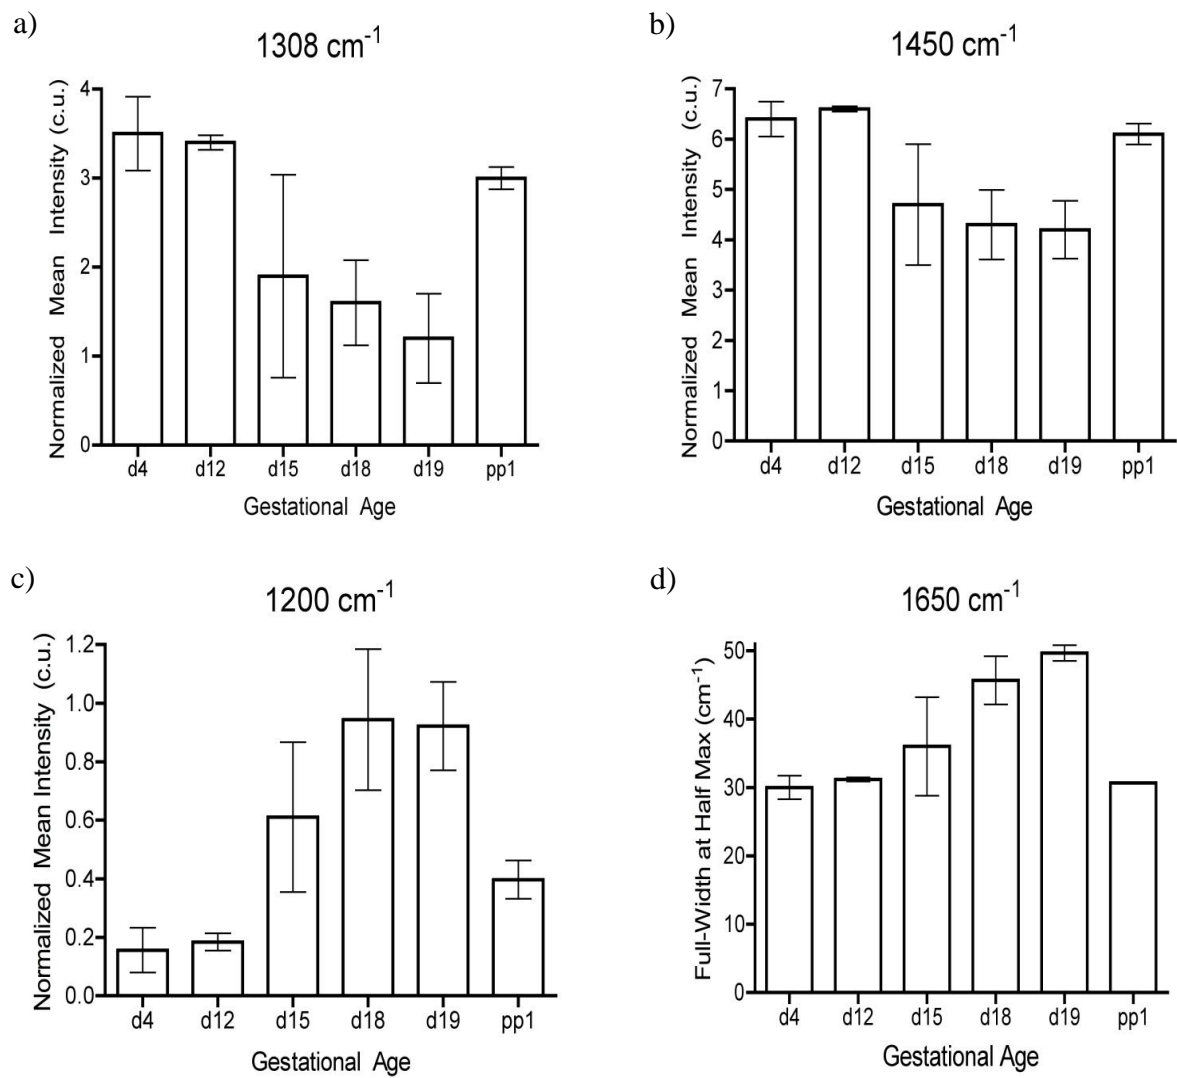 a)
1308 cm⁻¹
Normalized Mean Intensity (c.u.)
4
3
2
1
0
d4 d12 d15 d18 d19 pp1
Gestational Age
b)
1450 cm⁻¹
Normalized Mean Intensity (c.u.)
7
6
5
4
3
2
1
0
d4 d12 d15 d18 d19 pp1
Gestational Age
c)
1200 cm⁻¹
Normalized Mean Intensity (c.u.)
1.2
1.0
0.8
0.6
0.4
0.2
0.0
d4 d12 d15 d18 d19 pp1
Gestational Age
d)
1650 cm⁻¹
Full-Width at Half Max (cm⁻¹)
50
40
30
20
10
0
d4 d12 d15 d18 d19 pp1
Gestational Age